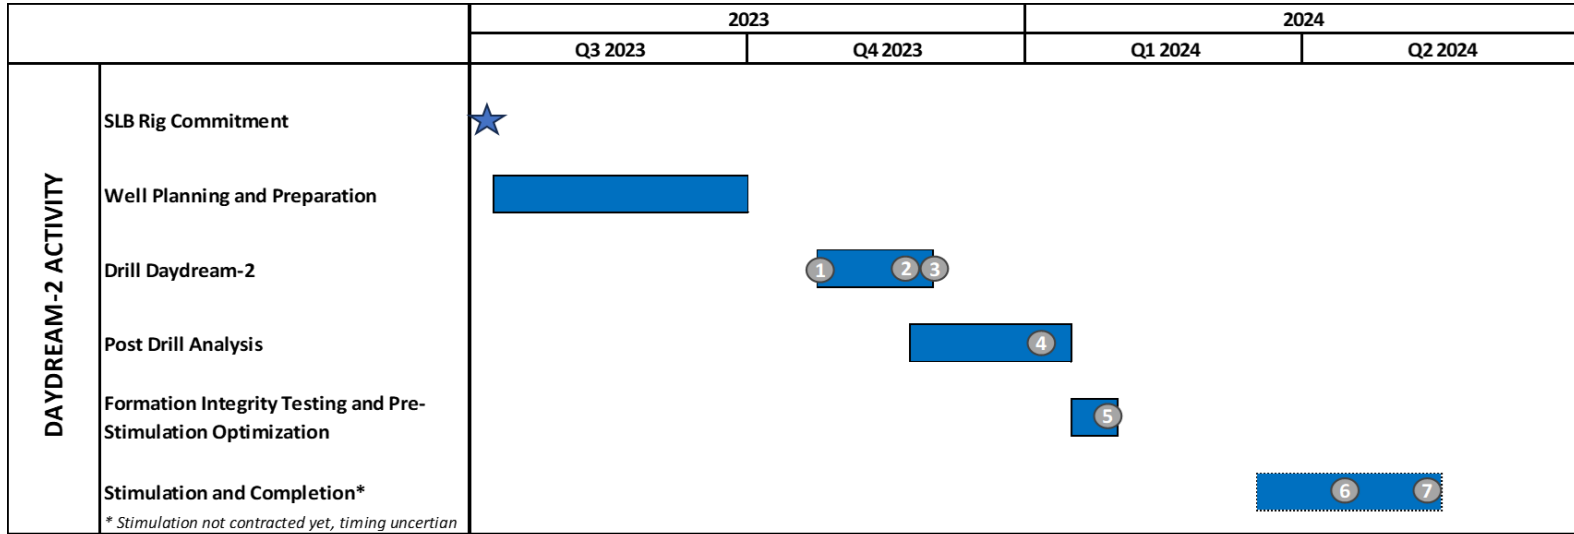 2023
2024
Q3 2023
Q4 2023
Q1 2024
Q2 2024
DAYDREAM-2 ACTIVITY
SLB Rig Commitment
Well Planning and Preparation
Drill Daydream-2
1
2
3
Post Drill Analysis
4
Formation Integrity Testing and Pre-
Stimulation Optimization
5
Stimulation and Completion*
6
7
* Stimulation not contracted yet, timing uncertian